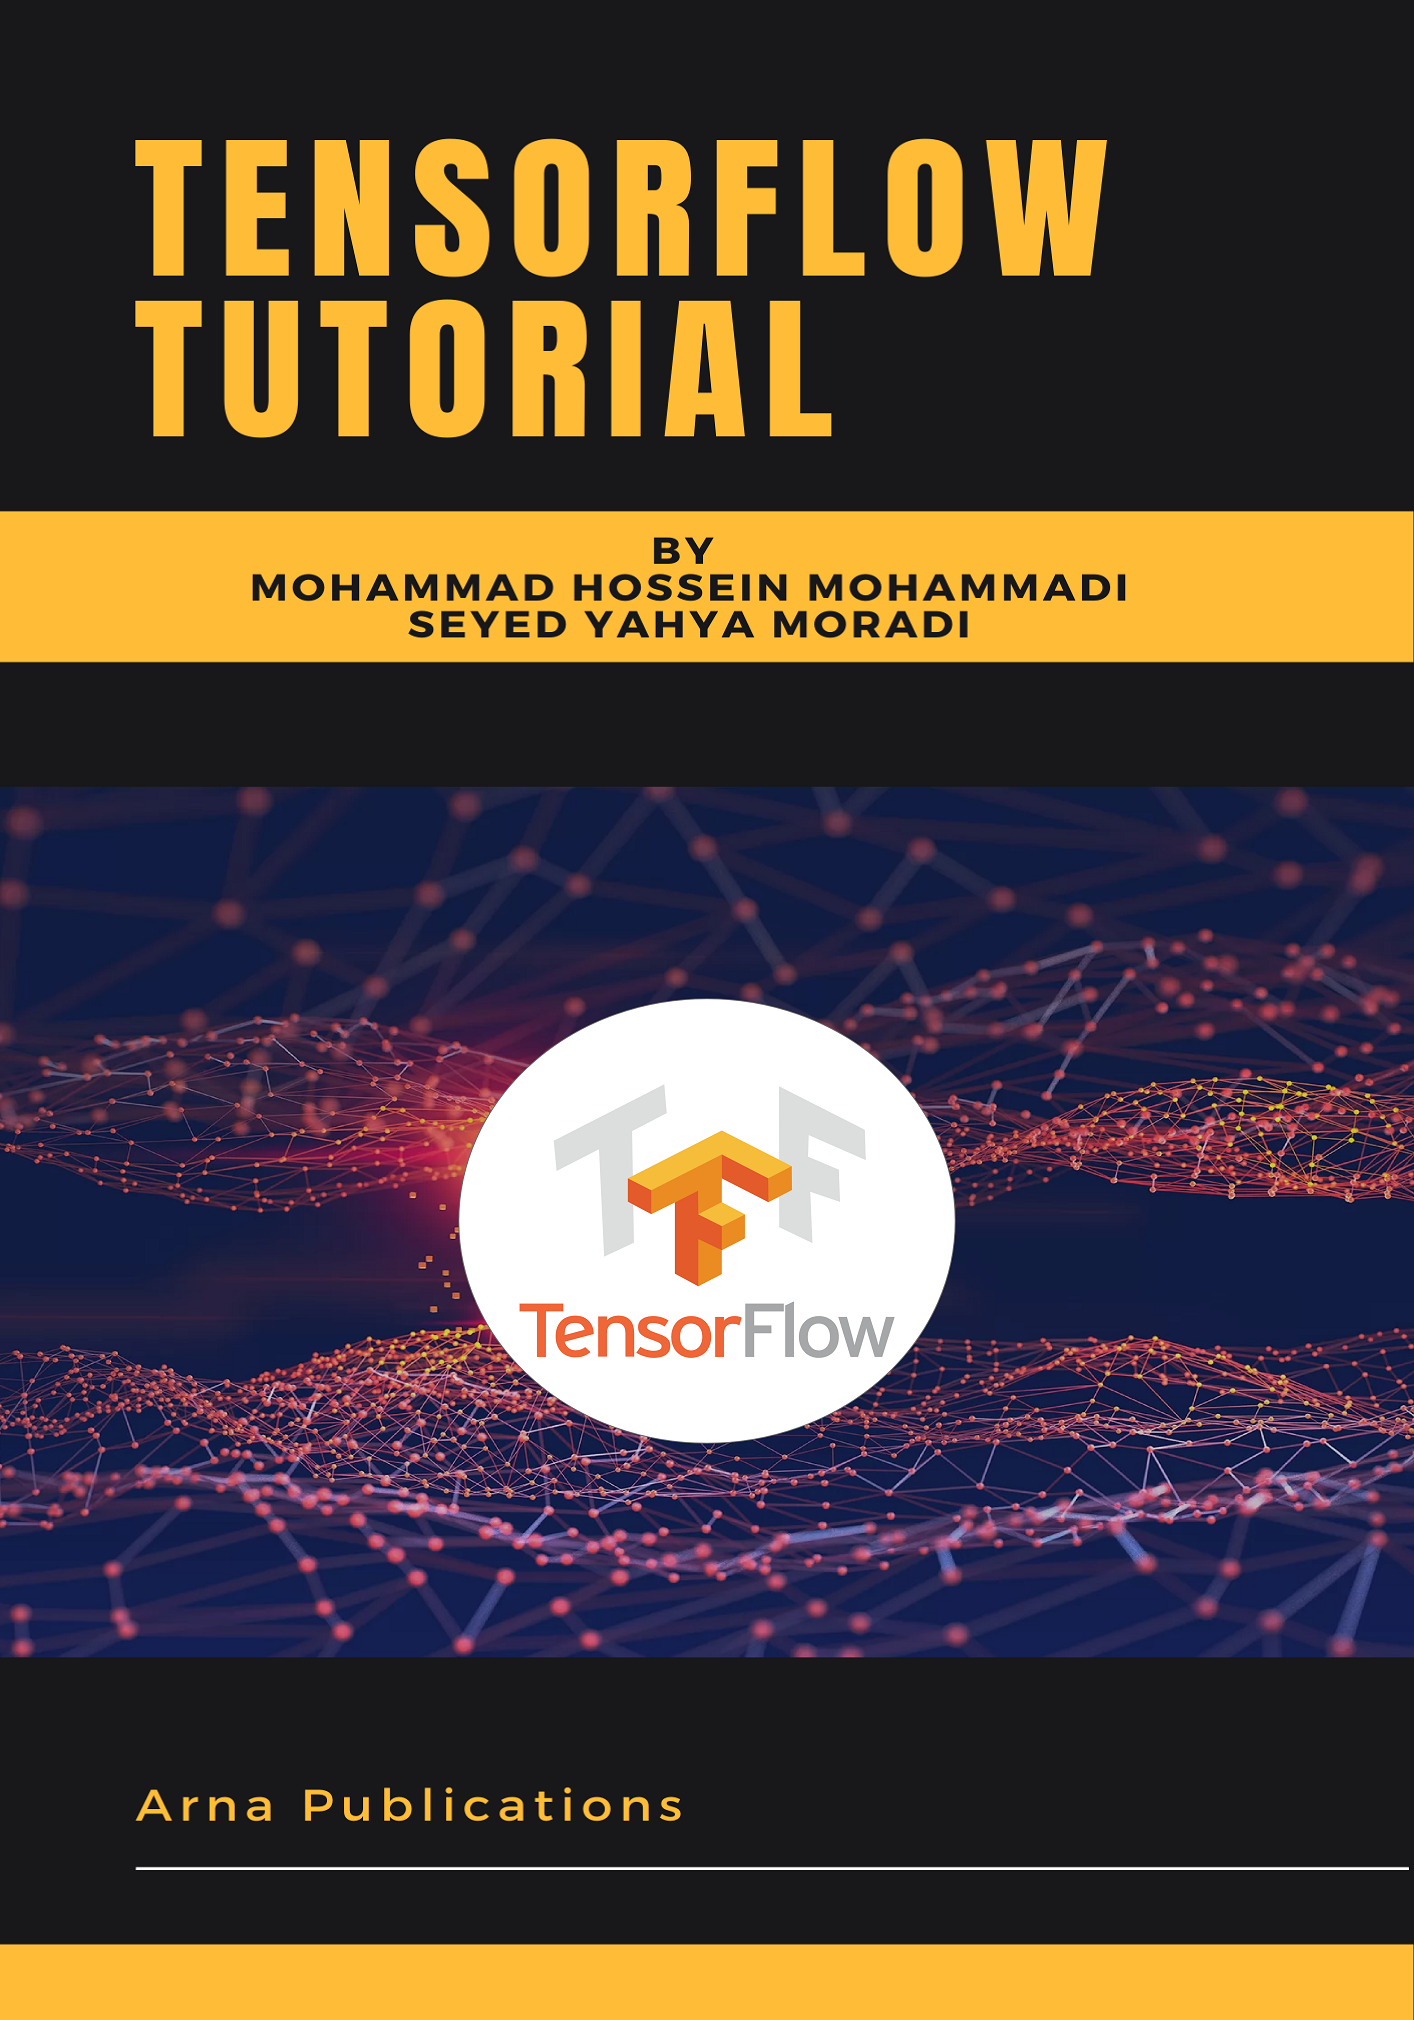 TENSORFLOW
TUTORIAL
BY
MOHAMMAD HOSSEIN MOHAMMADI
SEYED YAHYA MORADI
TensorFlow
Arna Publications